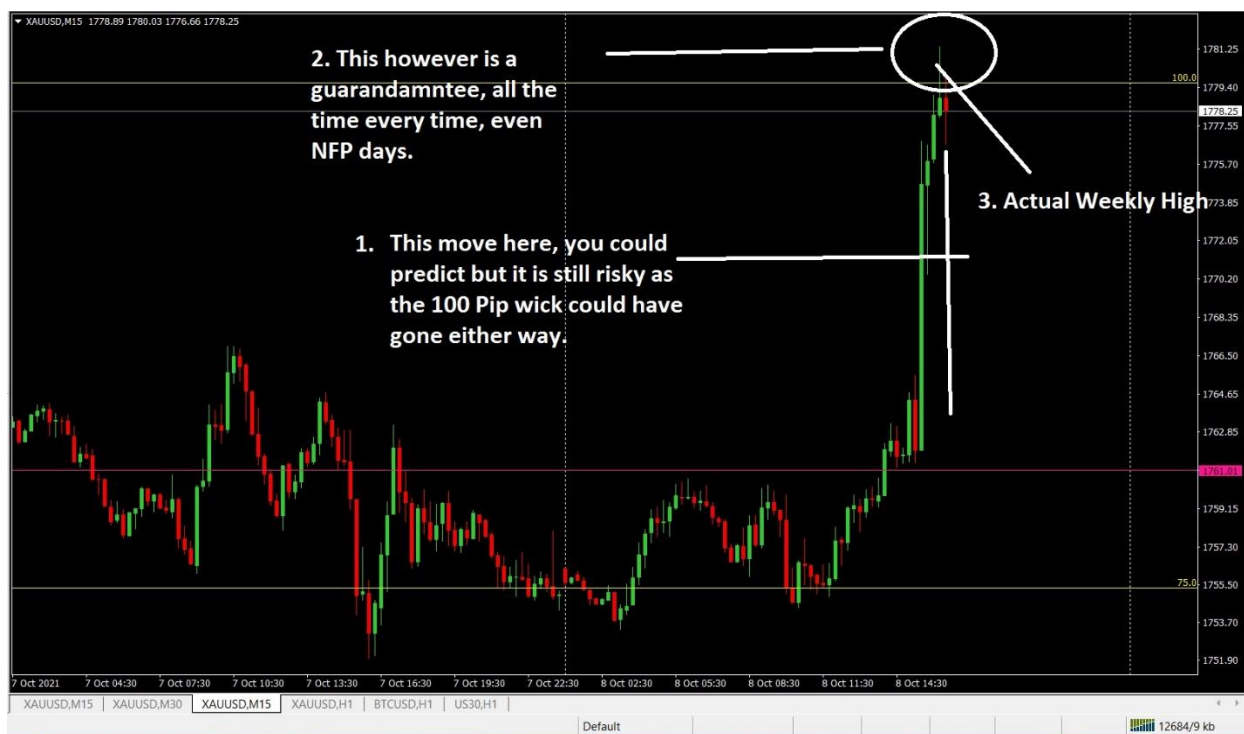 XAUUSD,M15 1778.89 1780.03 1776.66 1778.25
2. This however is a
guarandamntee, all the
time every time, even
NFP days.
1. This move here, you could
predict but it is still risky as
the 100 Pip wick could have
gone either way.
3. Actual Weekly High
100.0
75.0
1781.25
1779.40
1778.25
1777.55
1775.70
1773.85
1772.05
1770.20
1768.35
1766.50
1764.65
1762.85
1761.01
1759.15
1757.30
1755.50
1753.70
1751.90
7 Oct 2021
7 Oct 04:30
7 Oct 07:30
7 Oct 10:30
7 Oct 13:30
7 Oct 16:30
7 Oct 19:30
7 Oct 22:30
8 Oct 02:30
8 Oct 05:30
8 Oct 08:30
8 Oct 11:30
8 Oct 14:30
XAUUSD,M15
XAUUSD,M30
XAUUSD,M15
XAUUSD,H1
BTCUSD,H1
US30,H1
Default
12684/9 kb